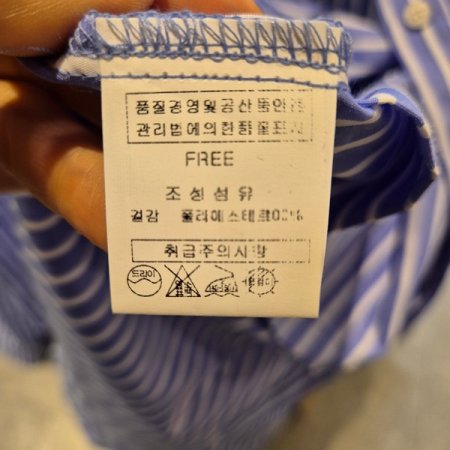 품질경영및공산품안전
관리법에의한품질표시
FREE
조성섬유
겉감 폴리에스테르100%
취급주의사항
드라이